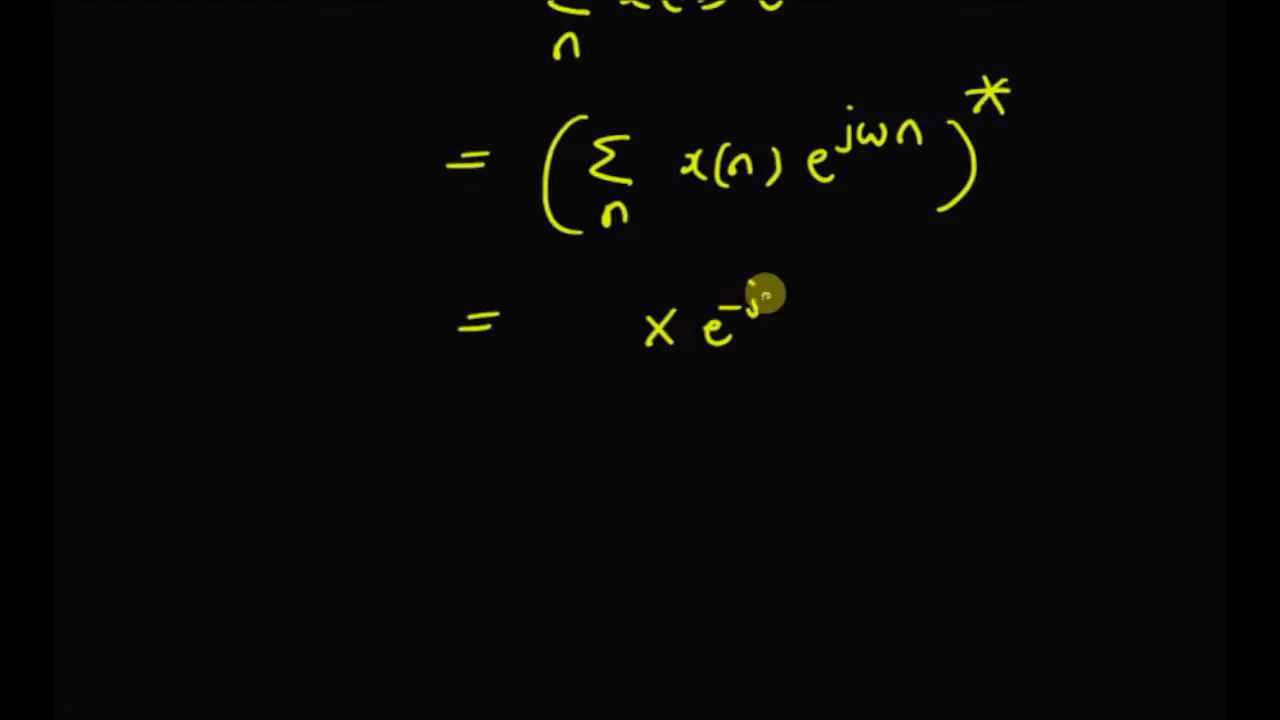 n
= (Σ x(n) e^{jωn})*
n
= X e^{-j